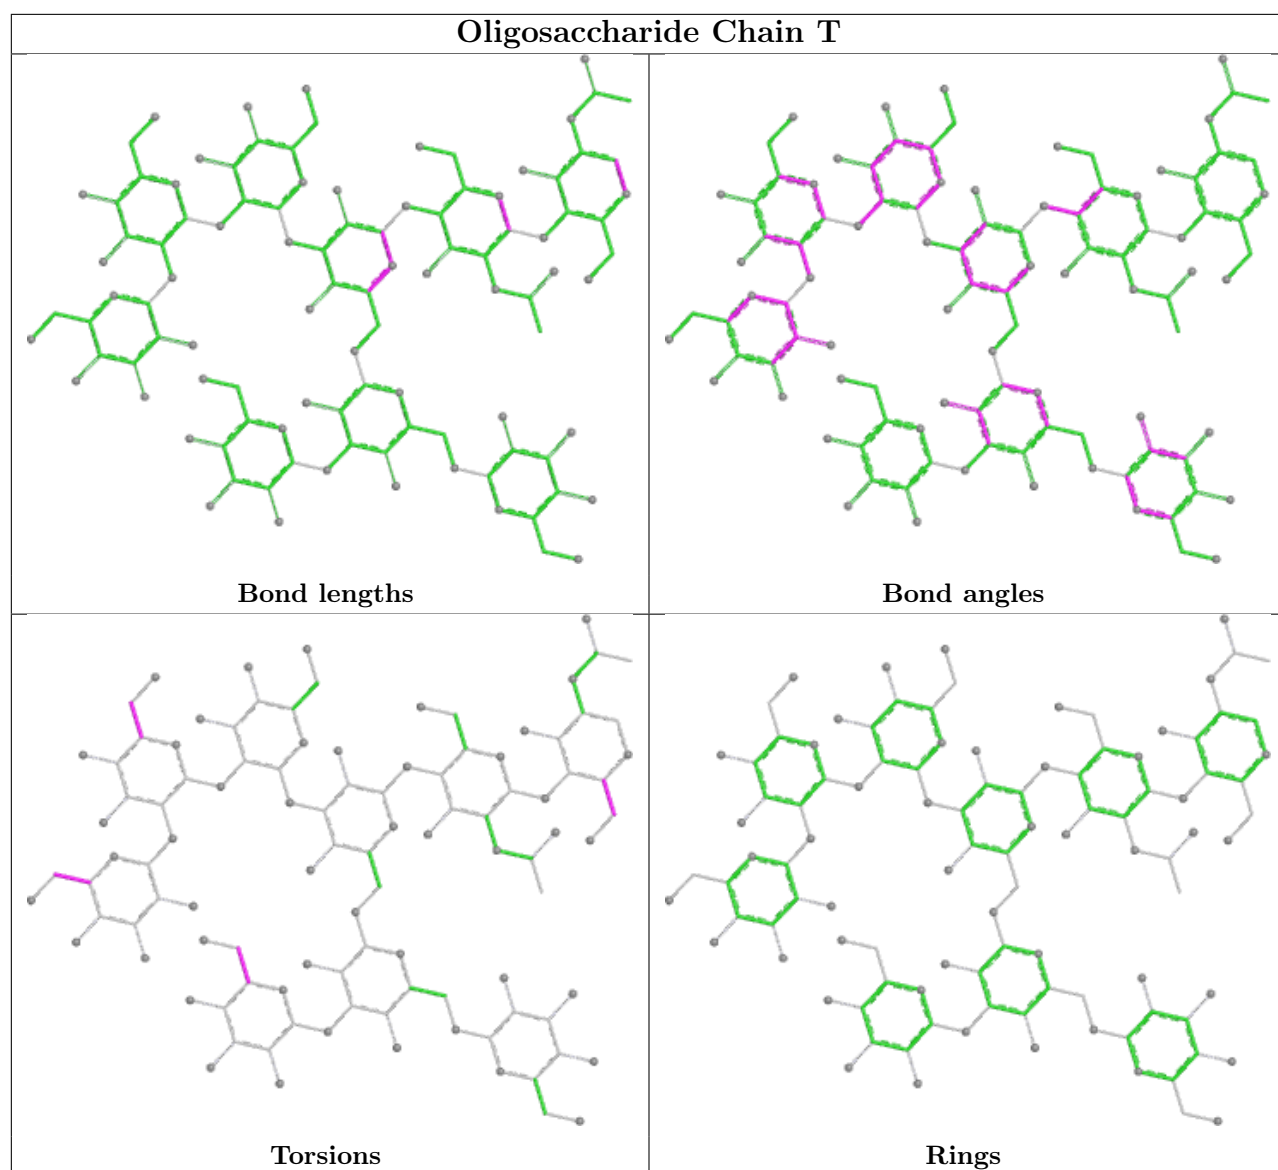 Oligosaccharide Chain T
Bond lengths
Bond angles
Torsions
Rings